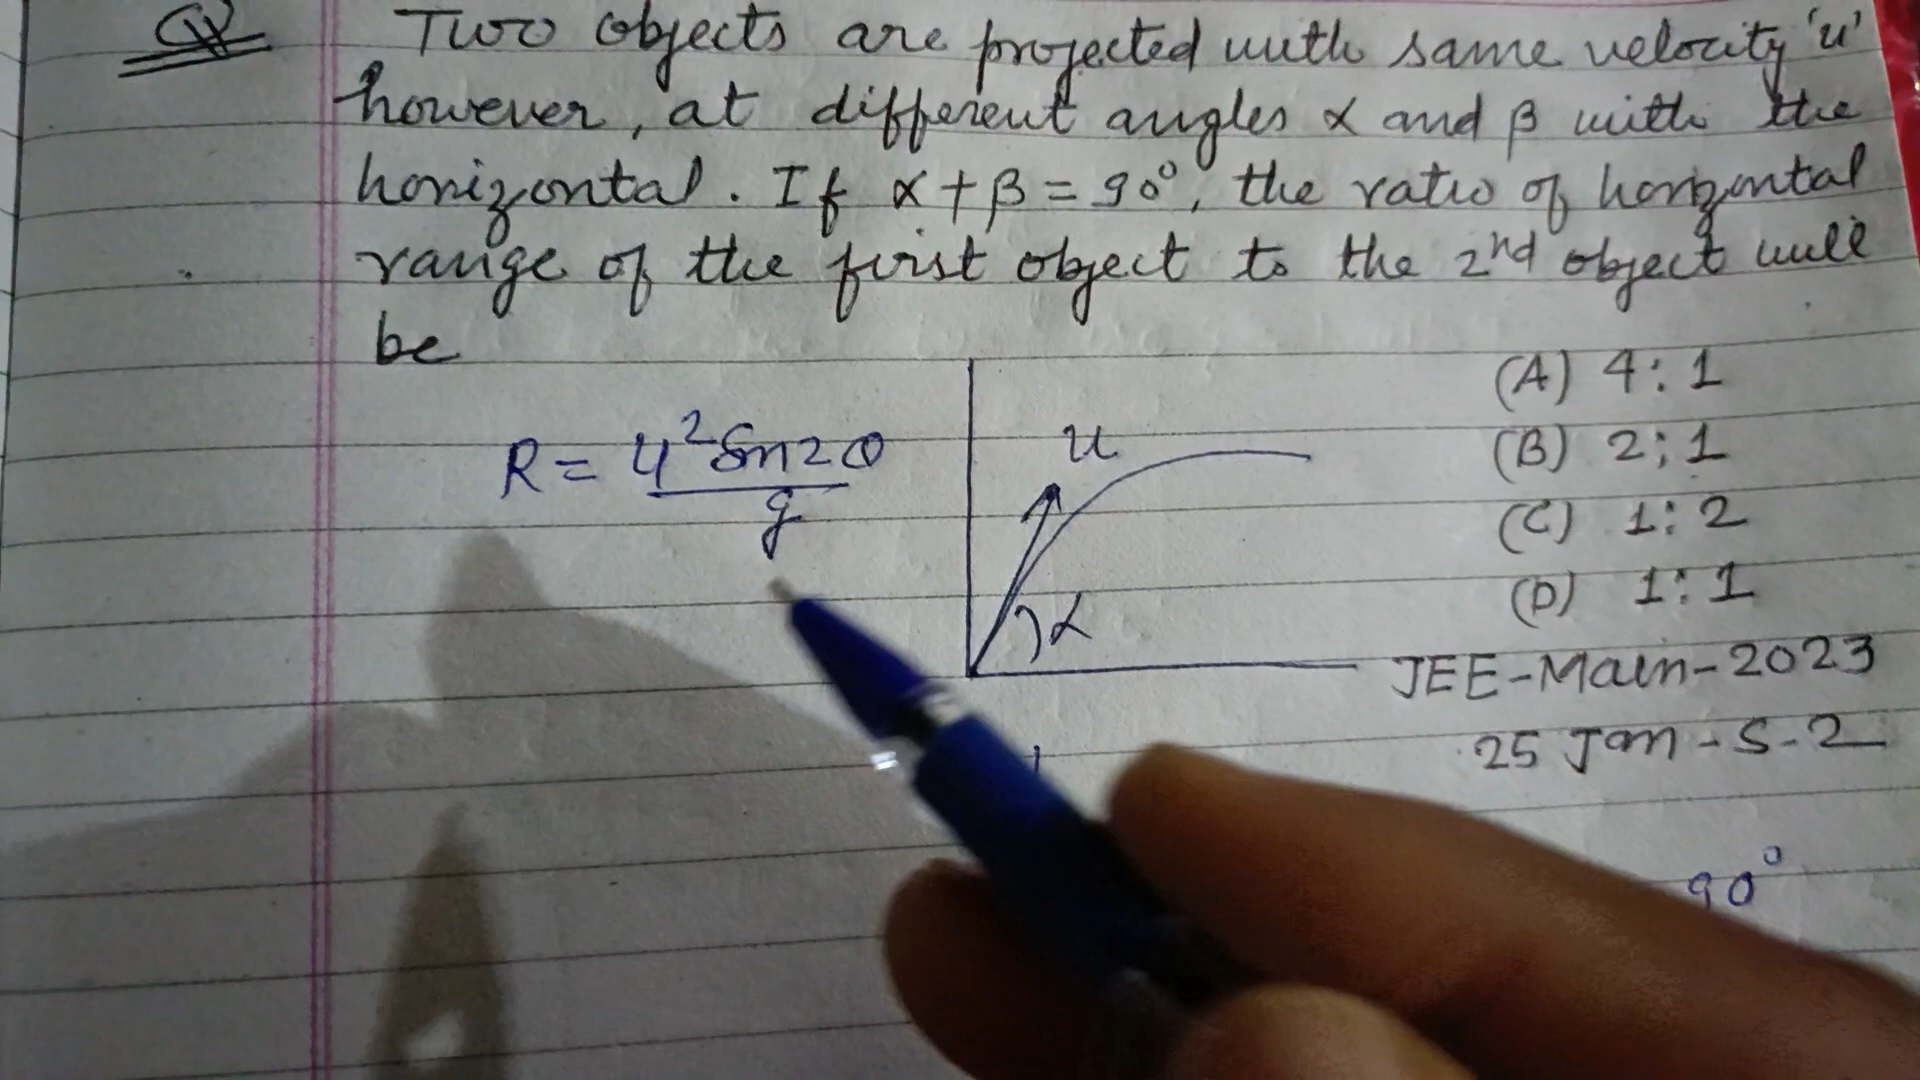 Q
Two objects are projected with same velocity 'u'
however, at different angles α and β with the
horizontal. If α+β=90°, the ratio of horizontal
range of the first object to the 2nd object will
be
R = u² Sin2θ
g
u
α
(A) 4:1
(B) 2:1
(C) 1:2
(D) 1:1
JEE-Main-2023
25 Jan-S-2
90°